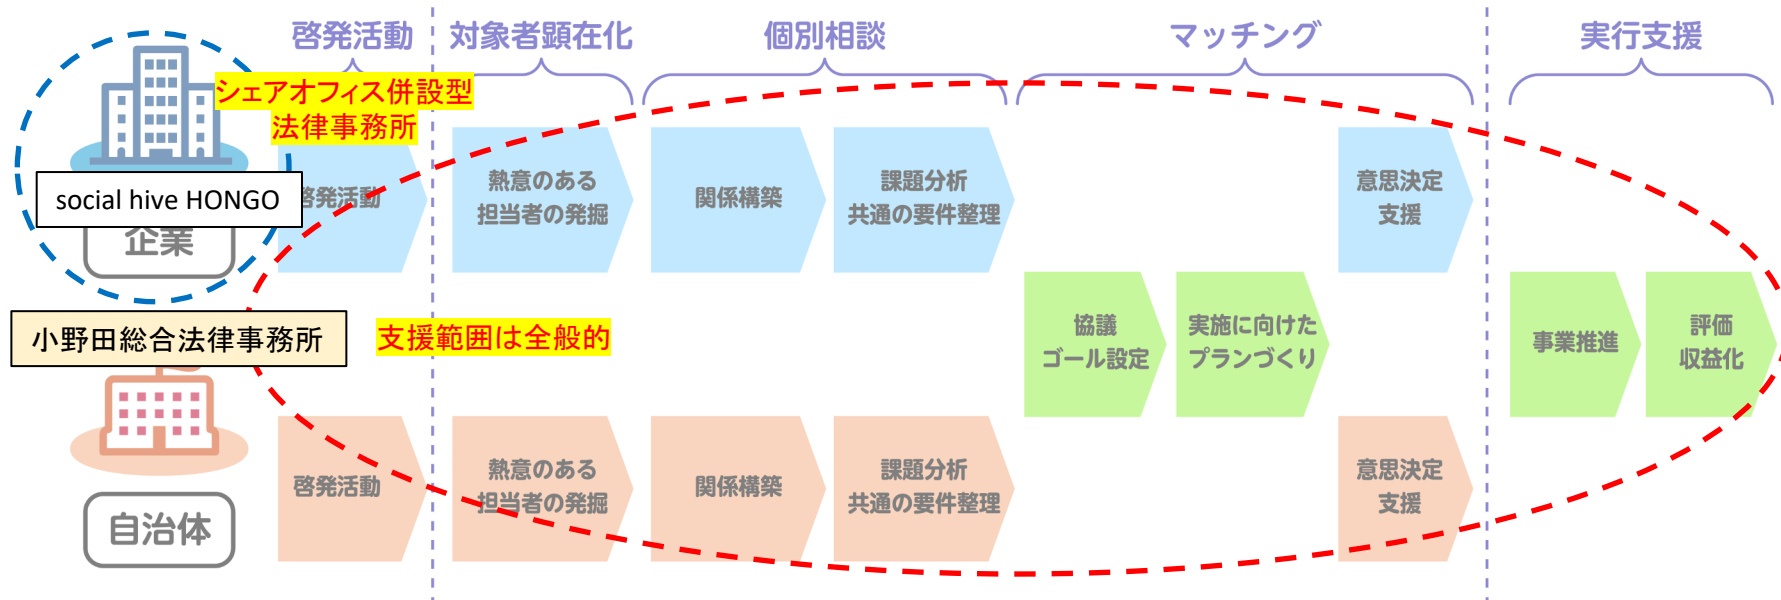 啓発活動
対象者顕在化
個別相談
マッチング
実行支援
シェアオフィス併設型
法律事務所
social hive HONGO
企業
啓発活動
熱意のある
担当者の発掘
関係構築
課題分析
共通の要件整理
意思決定
支援
小野田総合法律事務所
支援範囲は全般的
協議
ゴール設定
実施に向けた
プランづくり
事業推進
評価
収益化
自治体
啓発活動
熱意のある
担当者の発掘
関係構築
課題分析
共通の要件整理
意思決定
支援